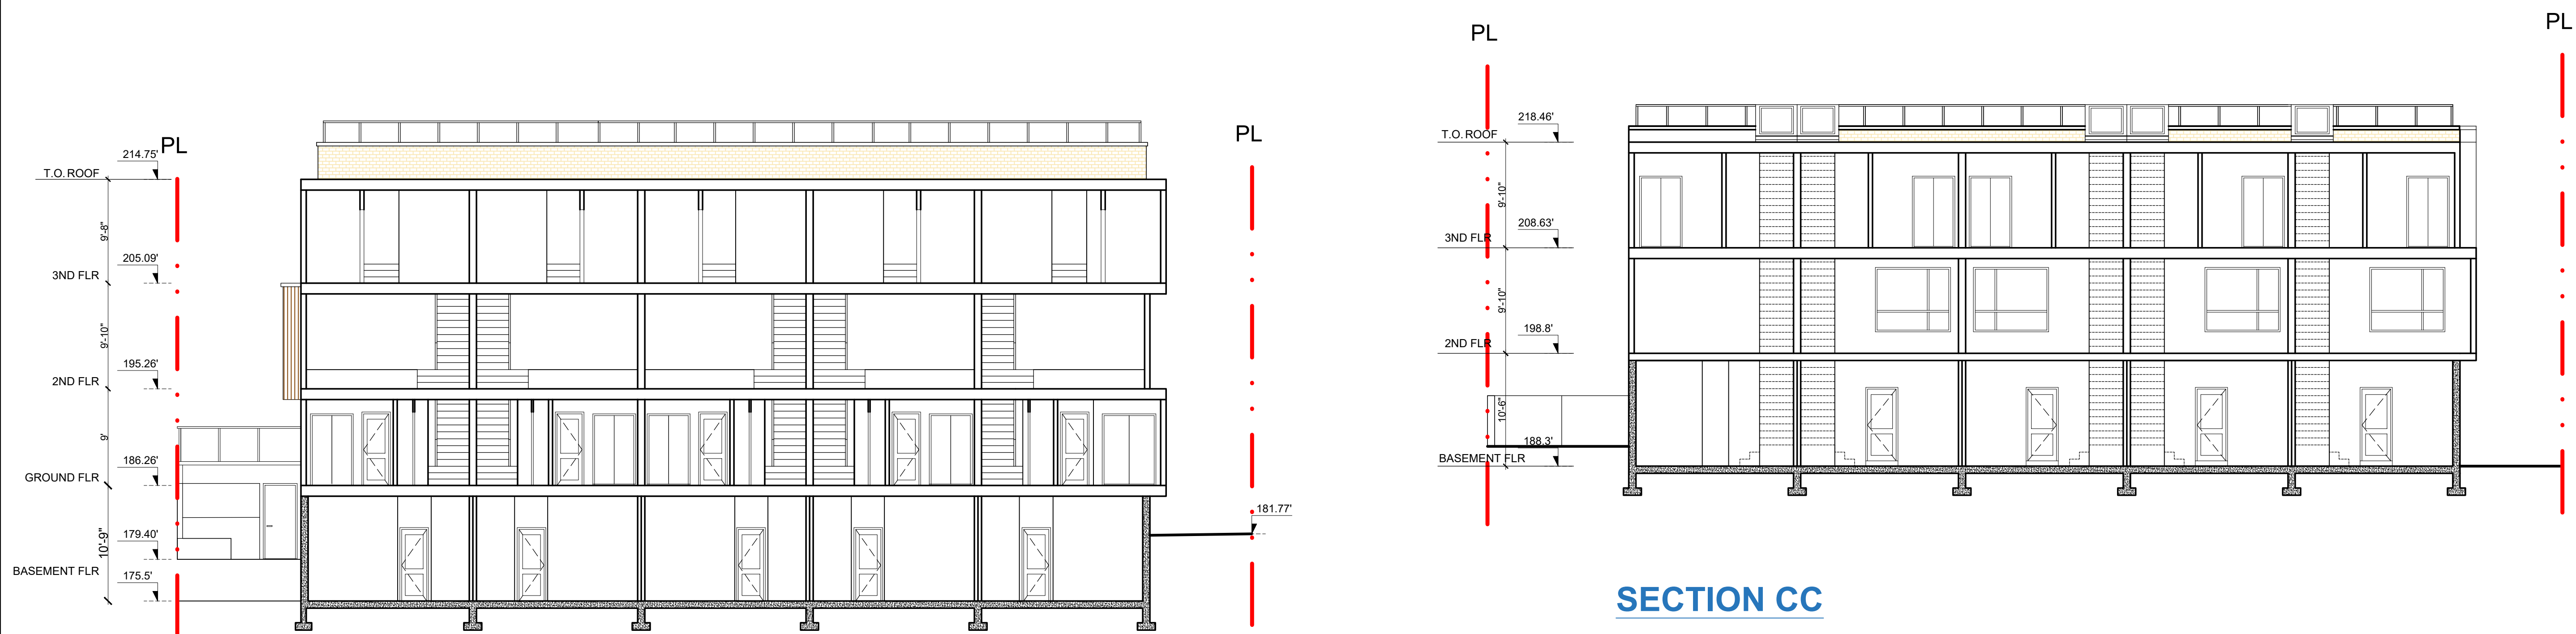 PL
214.75'
T.O. ROOF
9'-8"
205.09'
3ND FLR
9'-10"
195.26'
2ND FLR
9'
186.26'
GROUND FLR
10'-9"
179.40'
BASEMENT FLR
175.5'
PL
181.77'
PL
218.46'
T.O. ROOF
9'-10"
208.63'
3ND FLR
9'-10"
198.8'
2ND FLR
10'-6"
188.3'
BASEMENT FLR
PL
SECTION CC